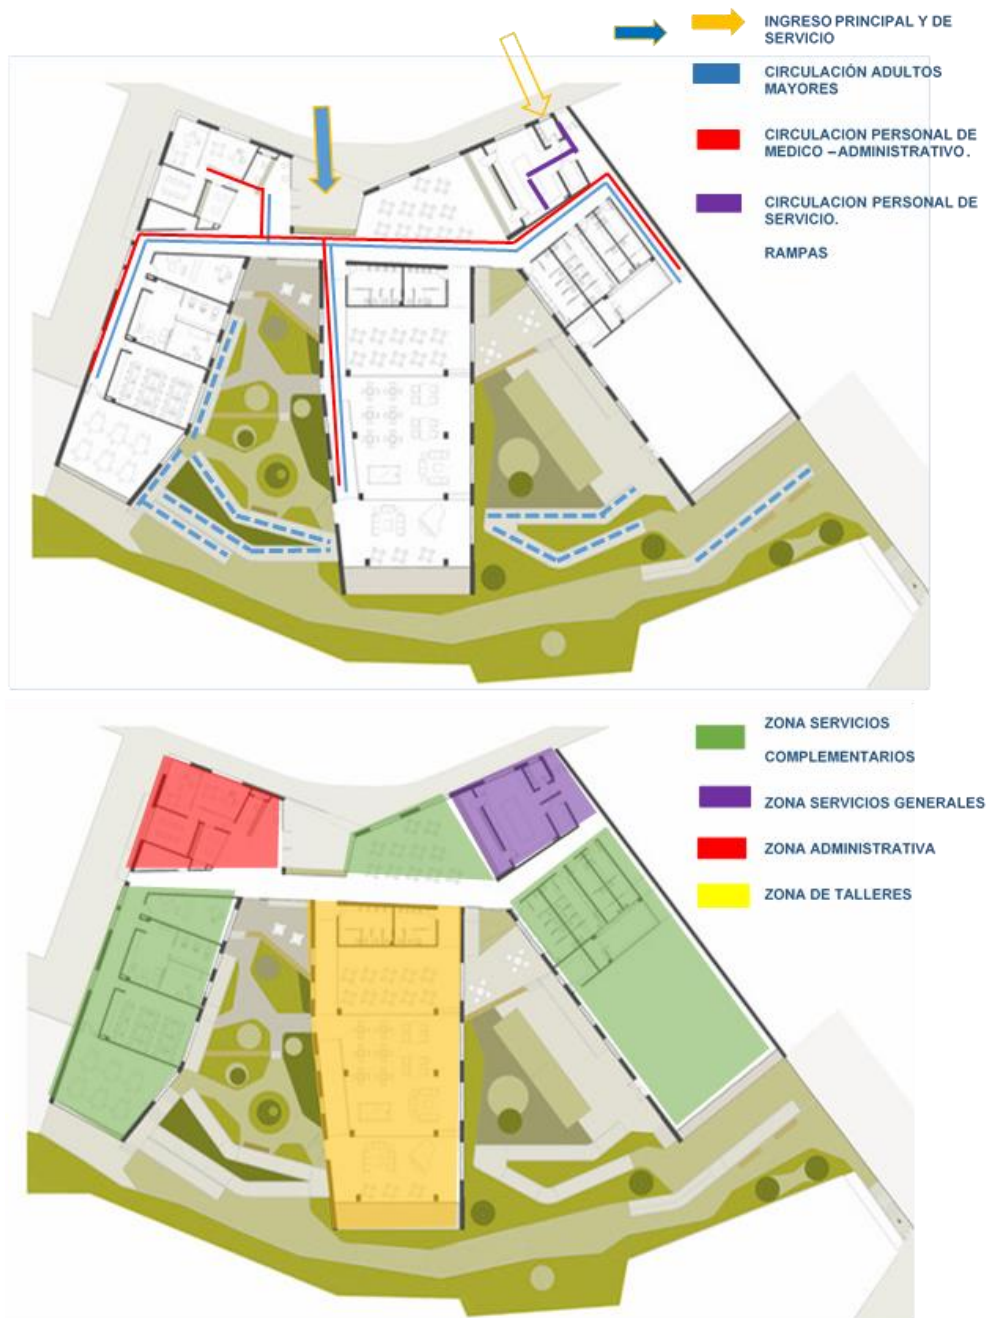 INGRESO PRINCIPAL Y DE
SERVICIO
CIRCULACIÓN ADULTOS
MAYORES
CIRCULACION PERSONAL DE
MEDICO – ADMINISTRATIVO.
CIRCULACION PERSONAL DE
SERVICIO.
RAMPAS
ZONA SERVICIOS
COMPLEMENTARIOS
ZONA SERVICIOS GENERALES
ZONA ADMINISTRATIVA
ZONA DE TALLERES